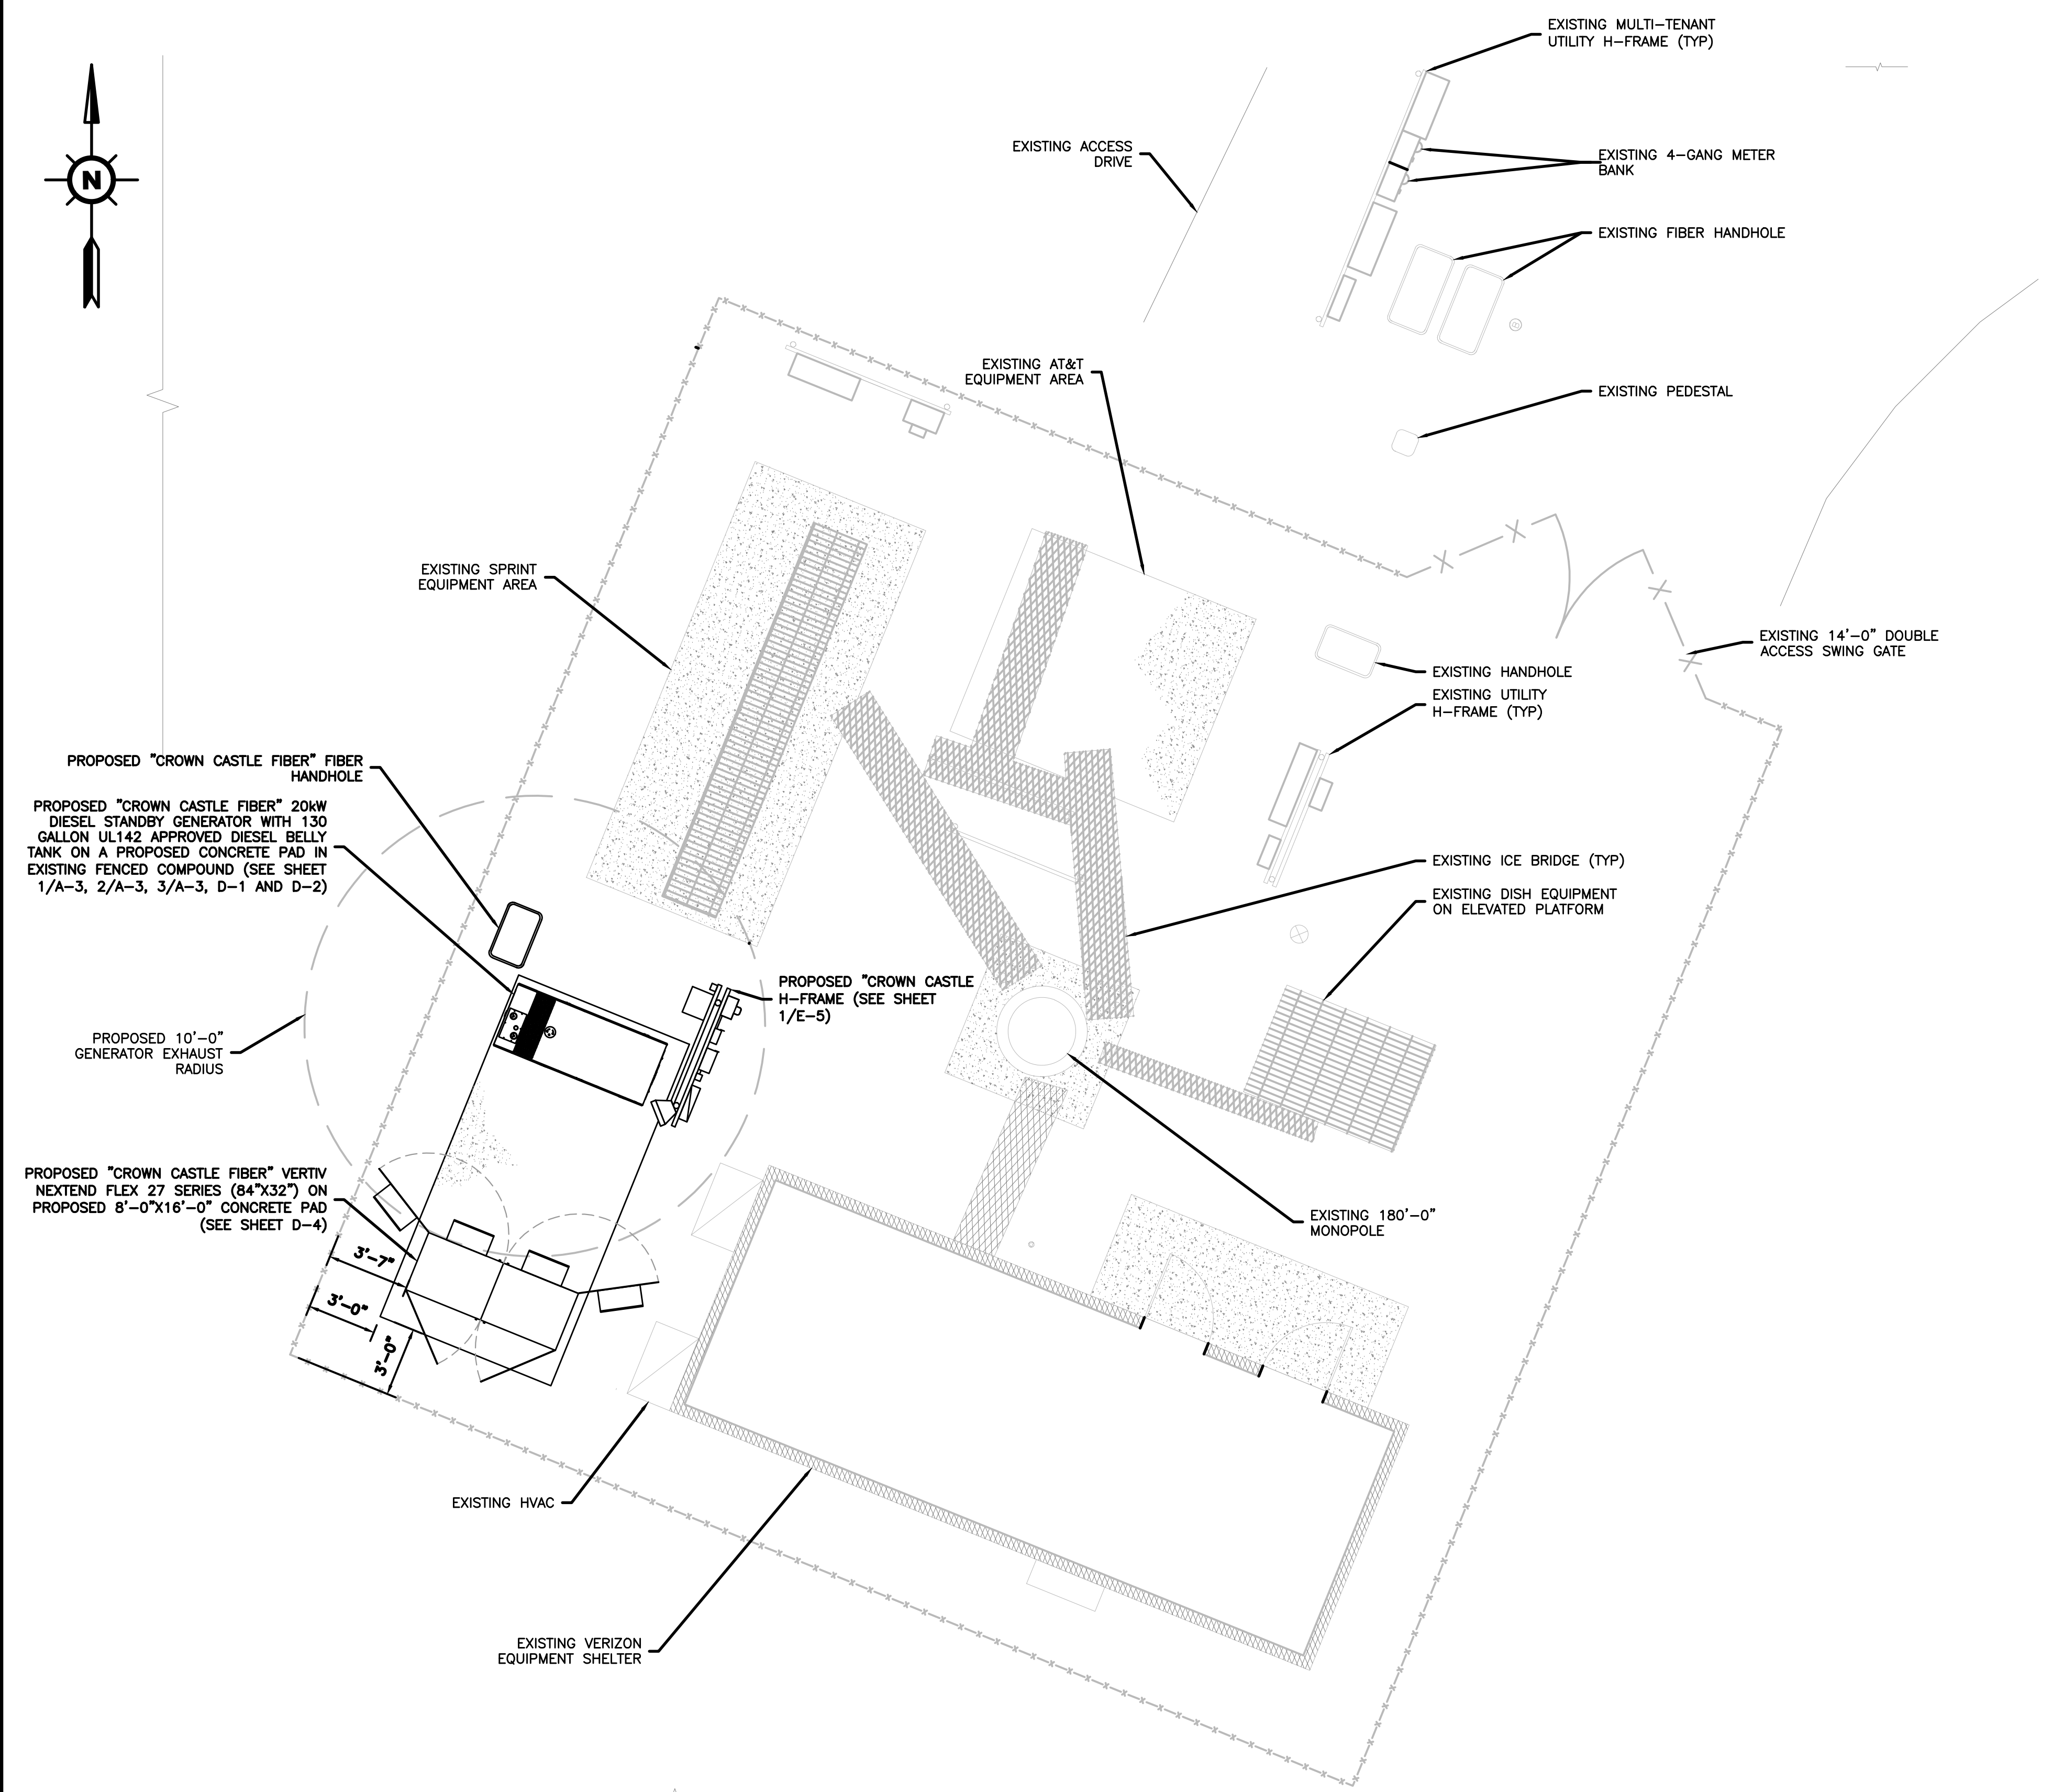 EXISTING MULTI-TENANT
UTILITY H-FRAME (TYP)
EXISTING ACCESS
DRIVE
EXISTING 4-GANG METER
BANK
N
EXISTING FIBER HANDHOLE
EXISTING AT&T
EQUIPMENT AREA
EXISTING PEDESTAL
EXISTING SPRINT
EQUIPMENT AREA
EXISTING 14'-0" DOUBLE
ACCESS SWING GATE
EXISTING HANDHOLE
EXISTING UTILITY
H-FRAME (TYP)
PROPOSED "CROWN CASTLE FIBER" FIBER
HANDHOLE
PROPOSED "CROWN CASTLE FIBER" 20kW
DIESEL STANDBY GENERATOR WITH 130
GALLON UL142 APPROVED DIESEL BELLY
TANK ON A PROPOSED CONCRETE PAD IN
EXISTING FENCED COMPOUND (SEE SHEET
1/A-3, 2/A-3, 3/A-3, D-1 AND D-2)
EXISTING ICE BRIDGE (TYP)
EXISTING DISH EQUIPMENT
ON ELEVATED PLATFORM
PROPOSED "CROWN CASTLE
H-FRAME (SEE SHEET
1/E-5)
PROPOSED 10'-0"
GENERATOR EXHAUST
RADIUS
PROPOSED "CROWN CASTLE FIBER" VERTIV
NEXTEND FLEX 27 SERIES (84"X32") ON
PROPOSED 8'-0"X16'-0" CONCRETE PAD
(SEE SHEET D-4)
EXISTING 180'-0"
MONOPOLE
3'-7"
3'-0"
3'-0"
EXISTING HVAC
EXISTING VERIZON
EQUIPMENT SHELTER